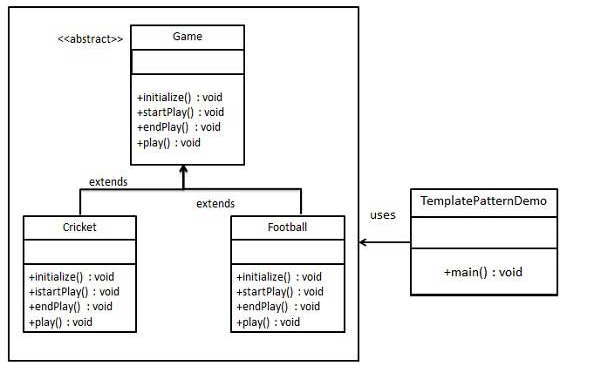 <<abstract>>
Game
+initialize() : void
+startPlay() : void
+endPlay() : void
+play() : void
extends
extends
Cricket
+initialize() : void
+istartPlay() : void
+endPlay() : void
+play() : void
Football
+initialize() : void
+startPlay() : void
+endPlay() : void
+play() : void
uses
TemplatePatternDemo
+main() : void